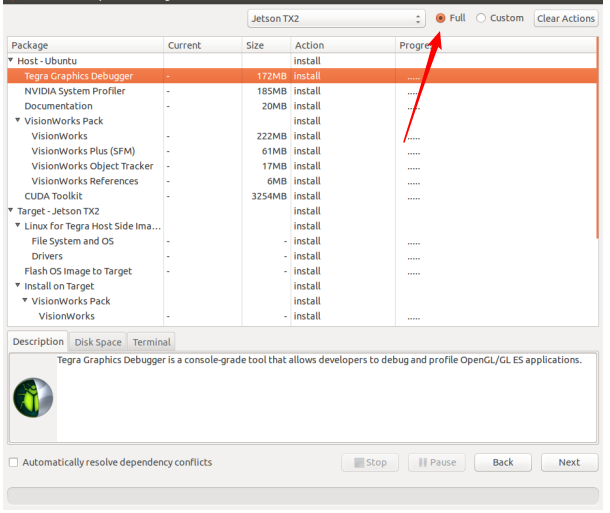 Jetson TX2 Full Custom Clear Actions
Package Current Size Action Progre
Host - Ubuntu install
Tegra Graphics Debugger - 172MB install .....
NVIDIA System Profiler - 185MB install .....
Documentation - 20MB install .....
VisionWorks Pack install
VisionWorks - 222MB install .....
VisionWorks Plus (SFM) - 61MB install .....
VisionWorks Object Tracker - 17MB install .....
VisionWorks References - 6MB install .....
CUDA Toolkit - 3254MB install .....
Target - Jetson TX2 install
Linux for Tegra Host Side Ima... install
File System and OS - - install .....
Drivers - - install .....
Flash OS Image to Target - - install .....
Install on Target install
VisionWorks Pack install
VisionWorks - - install .....
Description Disk Space Terminal
Tegra Graphics Debugger is a console-grade tool that allows developers to debug and profile OpenGL/GL ES applications.
Automatically resolve dependency conflicts Stop Pause Back Next